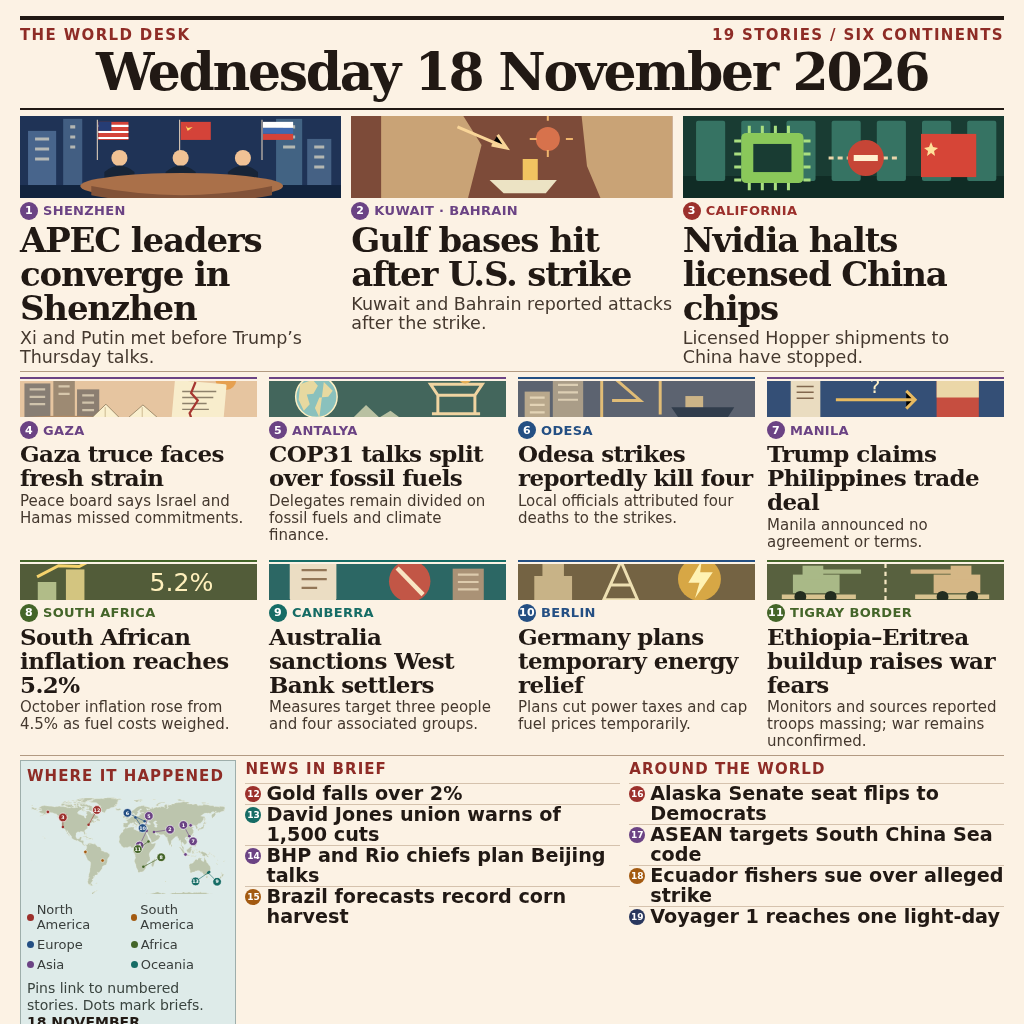 THE WORLD DESK
19 STORIES / SIX CONTINENTS
Wednesday 18 November 2026
1 SHENZHEN
APEC leaders
converge in
Shenzhen
Xi and Putin met before Trump’s
Thursday talks.
2 KUWAIT · BAHRAIN
Gulf bases hit
after U.S. strike
Kuwait and Bahrain reported attacks
after the strike.
3 CALIFORNIA
Nvidia halts
licensed China
chips
Licensed Hopper shipments to
China have stopped.
4 GAZA
Gaza truce faces
fresh strain
Peace board says Israel and
Hamas missed commitments.
5 ANTALYA
COP31 talks split
over fossil fuels
Delegates remain divided on
fossil fuels and climate
finance.
6 ODESA
Odesa strikes
reportedly kill four
Local officials attributed four
deaths to the strikes.
?
7 MANILA
Trump claims
Philippines trade
deal
Manila announced no
agreement or terms.
5.2%
8 SOUTH AFRICA
South African
inflation reaches
5.2%
October inflation rose from
4.5% as fuel costs weighed.
9 CANBERRA
Australia
sanctions West
Bank settlers
Measures target three people
and four associated groups.
10 BERLIN
Germany plans
temporary energy
relief
Plans cut power taxes and cap
fuel prices temporarily.
11 TIGRAY BORDER
Ethiopia–Eritrea
buildup raises war
fears
Monitors and sources reported
troops massing; war remains
unconfirmed.
WHERE IT HAPPENED
North
America
South
America
Europe
Africa
Asia
Oceania
Pins link to numbered
stories. Dots mark briefs.
18 NOVEMBER
NEWS IN BRIEF
12 Gold falls over 2%
13 David Jones union warns of
1,500 cuts
14 BHP and Rio chiefs plan Beijing
talks
15 Brazil forecasts record corn
harvest
AROUND THE WORLD
16 Alaska Senate seat flips to
Democrats
17 ASEAN targets South China Sea
code
18 Ecuador fishers sue over alleged
strike
19 Voyager 1 reaches one light-day